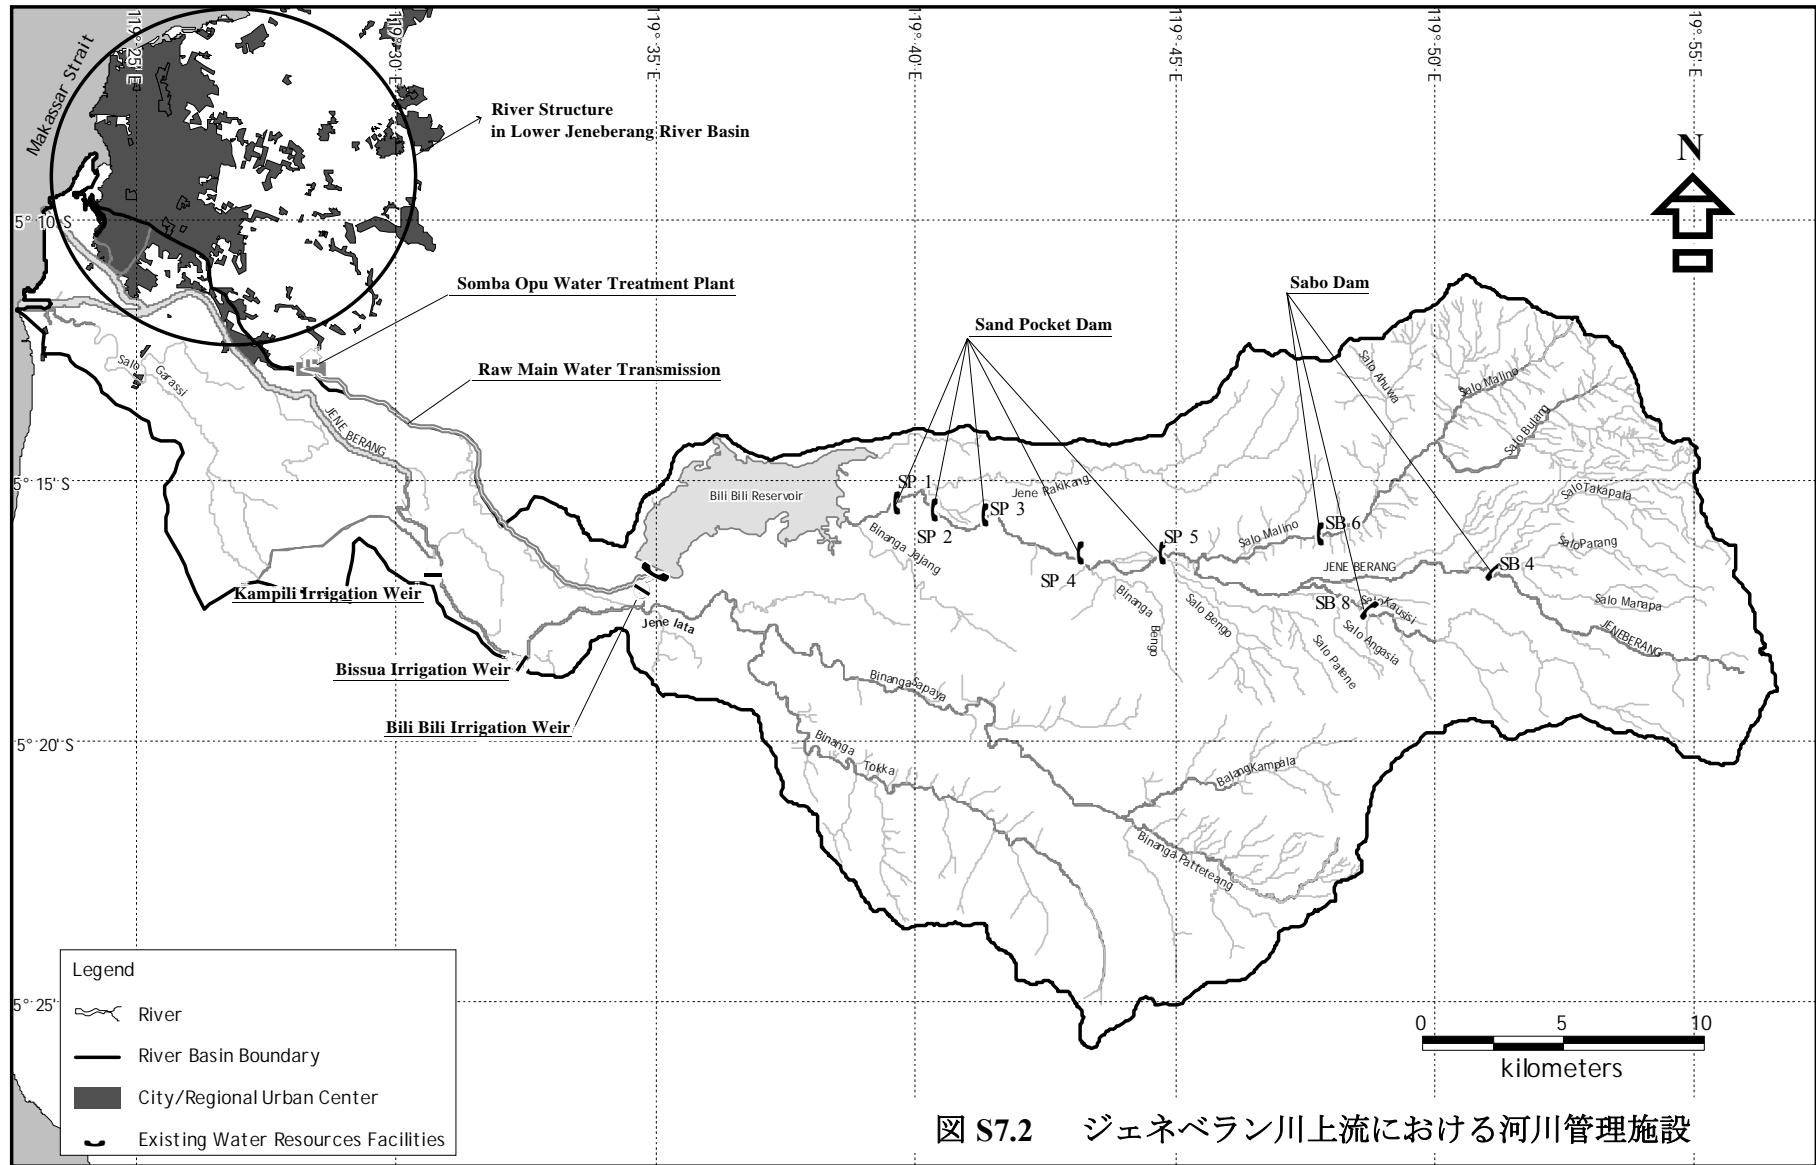 119° 25' E
119° 30' E
119° 35' E
119° 40' E
119° 45' E
119° 50' E
119° 55' E
Makassar Strait
River Structure
in Lower Jeneberang River Basin
N
5° 10' S
Somba Opu Water Treatment Plant
Sabo Dam
Sand Pocket Dam
Raw Main Water Transmission
Salo Garassi
JENE BERANG
Salo Ahuwa
Salo Malino
Salo Bulang
5° 15' S
Bili Bili Reservoir
SP 1
SP 2
SP 3
Jene Rakikang
Salo Takapala
SP 4
SP 5
Salo Malino
SB 6
Salo Parang
Binanga Jajang
JENE BERANG
SB 4
Kampili Irrigation Weir
Binanga Bengo
Salo Bengo
SB 8
Salo Kausisi
Salo Manapa
Jene lata
Salo Angasia
Salo Patene
JENEBERANG
Bissua Irrigation Weir
Binanga Sapaya
Bili Bili Irrigation Weir
5° 20' S
Binanga Tokka
Balang Kampala
Binanga Patteteang
5° 25'
Legend
River
River Basin Boundary
City/Regional Urban Center
Existing Water Resources Facilities
0 5 10
kilometers
図 S7.2 ジェネベラン川上流における河川管理施設